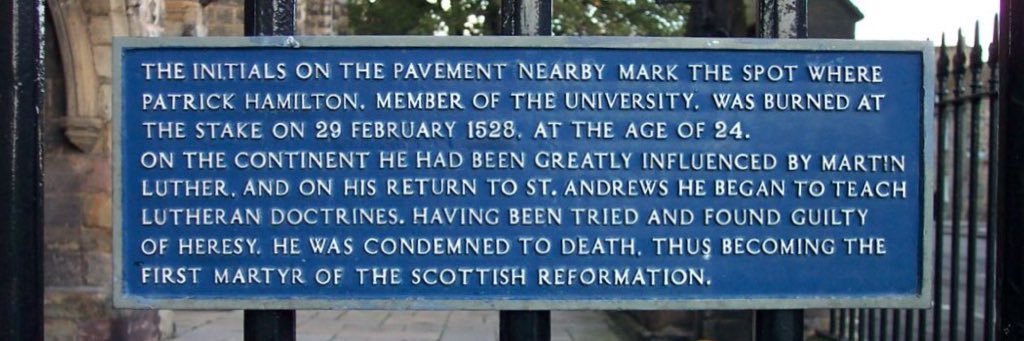 THE INITIALS ON THE PAVEMENT NEARBY MARK THE SPOT WHERE
PATRICK HAMILTON, MEMBER OF THE UNIVERSITY, WAS BURNED AT
THE STAKE ON 29 FEBRUARY 1528, AT THE AGE OF 24.
ON THE CONTINENT HE HAD BEEN GREATLY INFLUENCED BY MARTIN
LUTHER, AND ON HIS RETURN TO ST. ANDREWS HE BEGAN TO TEACH
LUTHERAN DOCTRINES. HAVING BEEN TRIED AND FOUND GUILTY
OF HERESY, HE WAS CONDEMNED TO DEATH, THUS BECOMING THE
FIRST MARTYR OF THE SCOTTISH REFORMATION.